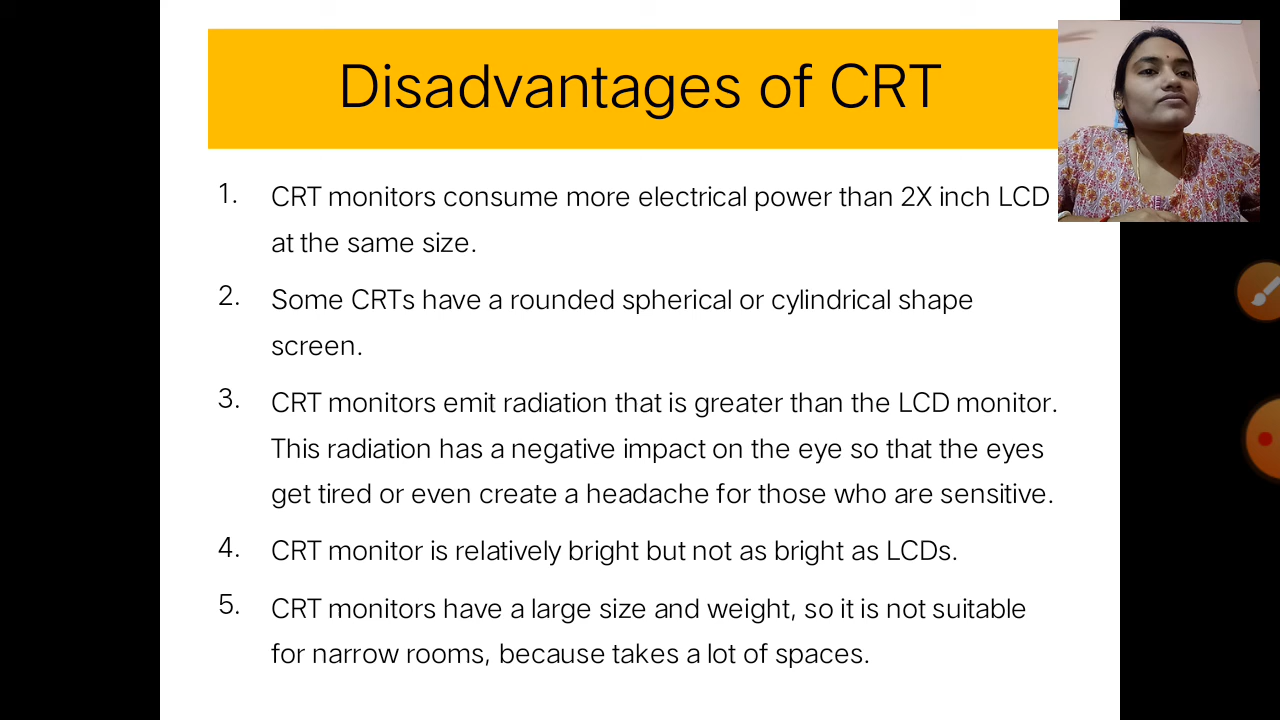 Disadvantages of CRT
1. CRT monitors consume more electrical power than 2X inch LCD
at the same size.
2. Some CRTs have a rounded spherical or cylindrical shape
screen.
3. CRT monitors emit radiation that is greater than the LCD monitor.
This radiation has a negative impact on the eye so that the eyes
get tired or even create a headache for those who are sensitive.
4. CRT monitor is relatively bright but not as bright as LCDs.
5. CRT monitors have a large size and weight, so it is not suitable
for narrow rooms, because takes a lot of spaces.